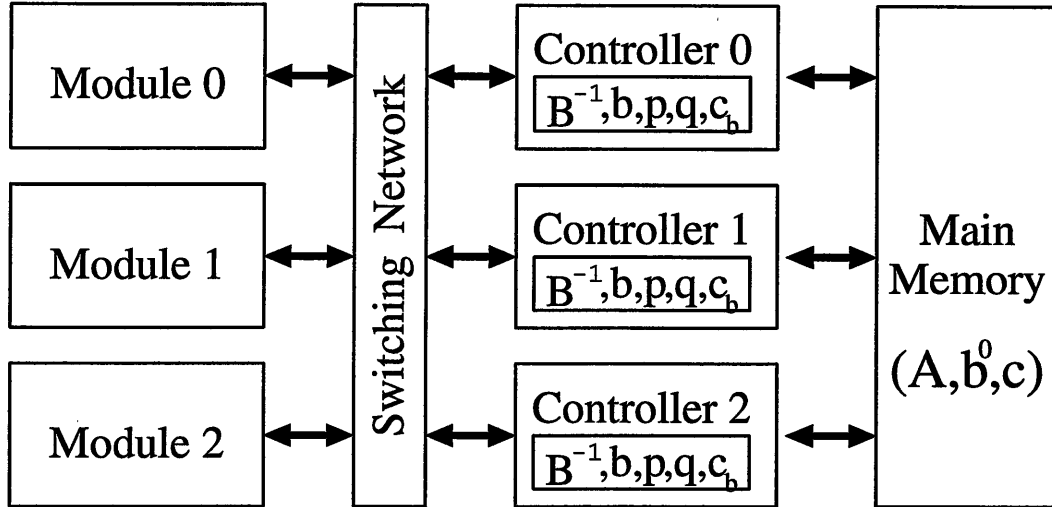 Module 0
Module 1
Module 2
Switching Network
Controller 0
B⁻¹,b,p,q,c_b
Controller 1
B⁻¹,b,p,q,c_b
Controller 2
B⁻¹,b,p,q,c_b
Main
Memory
(A,b⁰,c)